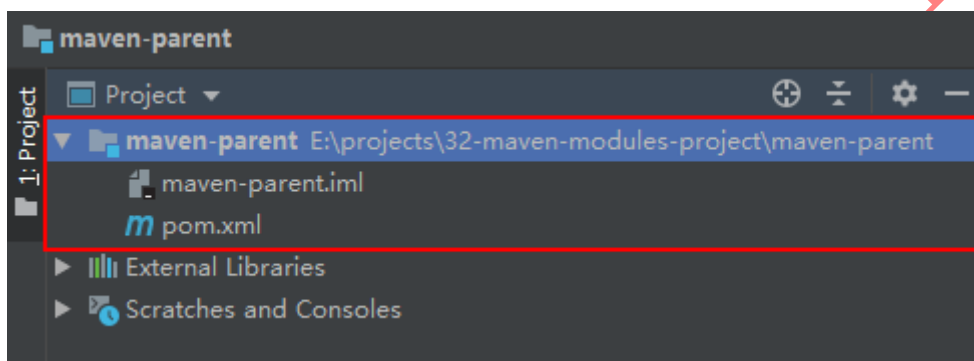 maven-parent
1: Project
Project
maven-parent E:\projects\32-maven-modules-project\maven-parent
maven-parent.iml
pom.xml
External Libraries
Scratches and Consoles